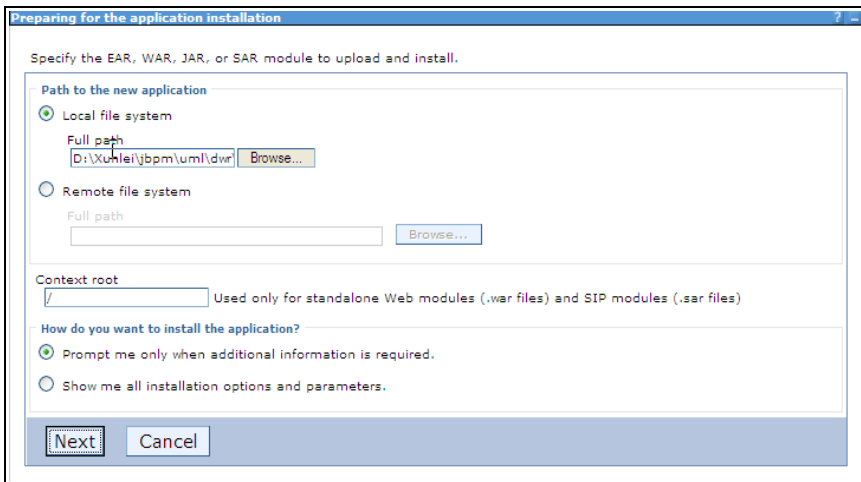 Preparing for the application installation ? –
Specify the EAR, WAR, JAR, or SAR module to upload and install.
Path to the new application
Local file system
Full path
D:\Xunlei\jbpm\uml\dwr\ Browse...
Remote file system
Full path
Browse...
Context root
/ Used only for standalone Web modules (.war files) and SIP modules (.sar files)
How do you want to install the application?
Prompt me only when additional information is required.
Show me all installation options and parameters.
Next Cancel